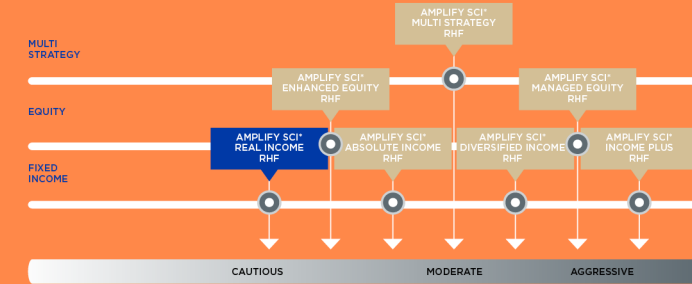 AMPLIFY SCI*
MULTI STRATEGY
RHF
MULTI
STRATEGY
AMPLIFY SCI*
ENHANCED EQUITY
RHF
AMPLIFY SCI*
MANAGED EQUITY
RHF
EQUITY
AMPLIFY SCI*
REAL INCOME
RHF
AMPLIFY SCI*
ABSOLUTE INCOME
RHF
AMPLIFY SCI*
DIVERSIFIED INCOME
RHF
AMPLIFY SCI*
INCOME PLUS
RHF
FIXED
INCOME
CAUTIOUS
MODERATE
AGGRESSIVE